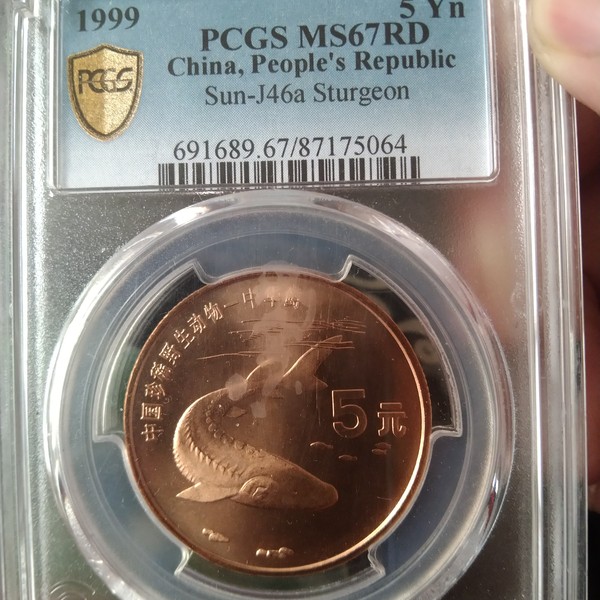 1999
5 Yn
PCGS MS67RD
China, People's Republic
Sun-J46a Sturgeon
PCGS
691689.67/87175064
中国珍稀野生动物—中华鲟
5元